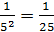 1/5² = 1/25